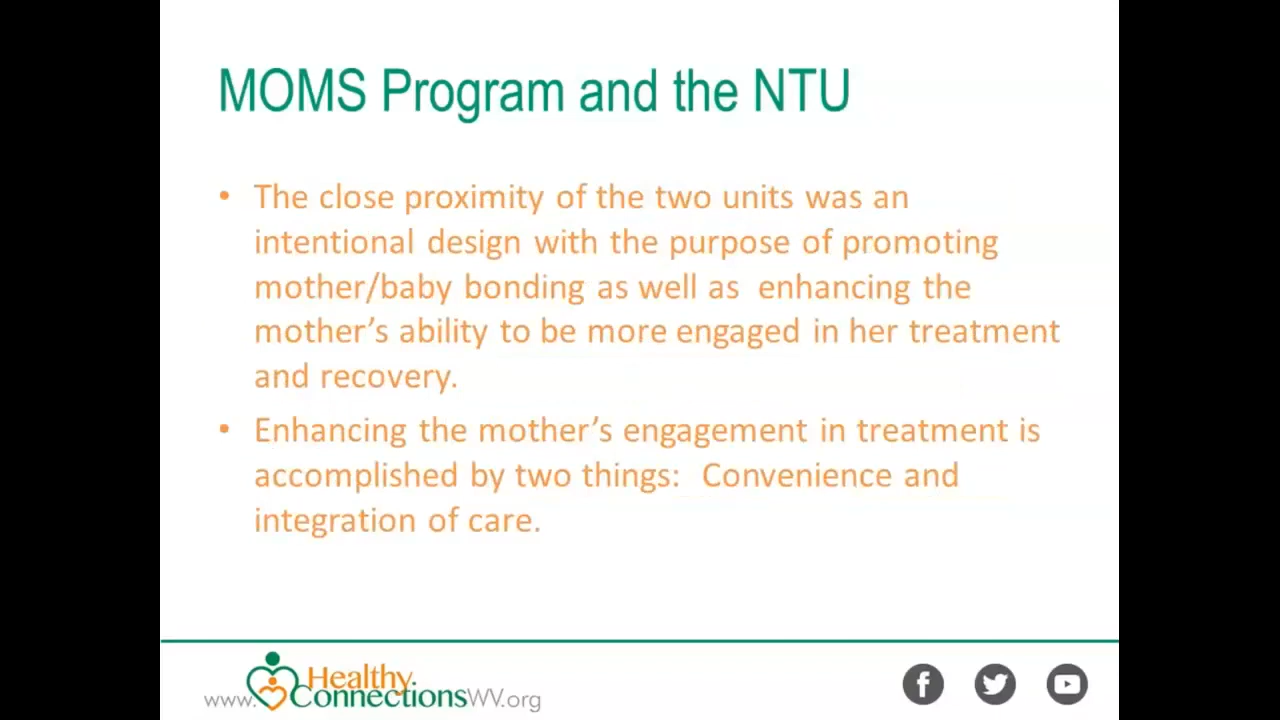 MOMS Program and the NTU
• The close proximity of the two units was an
intentional design with the purpose of promoting
mother/baby bonding as well as  enhancing the
mother’s ability to be more engaged in her treatment
and recovery.
• Enhancing the mother’s engagement in treatment is
accomplished by two things:  Convenience and
integration of care.
Healthy
www.ConnectionsWV.org